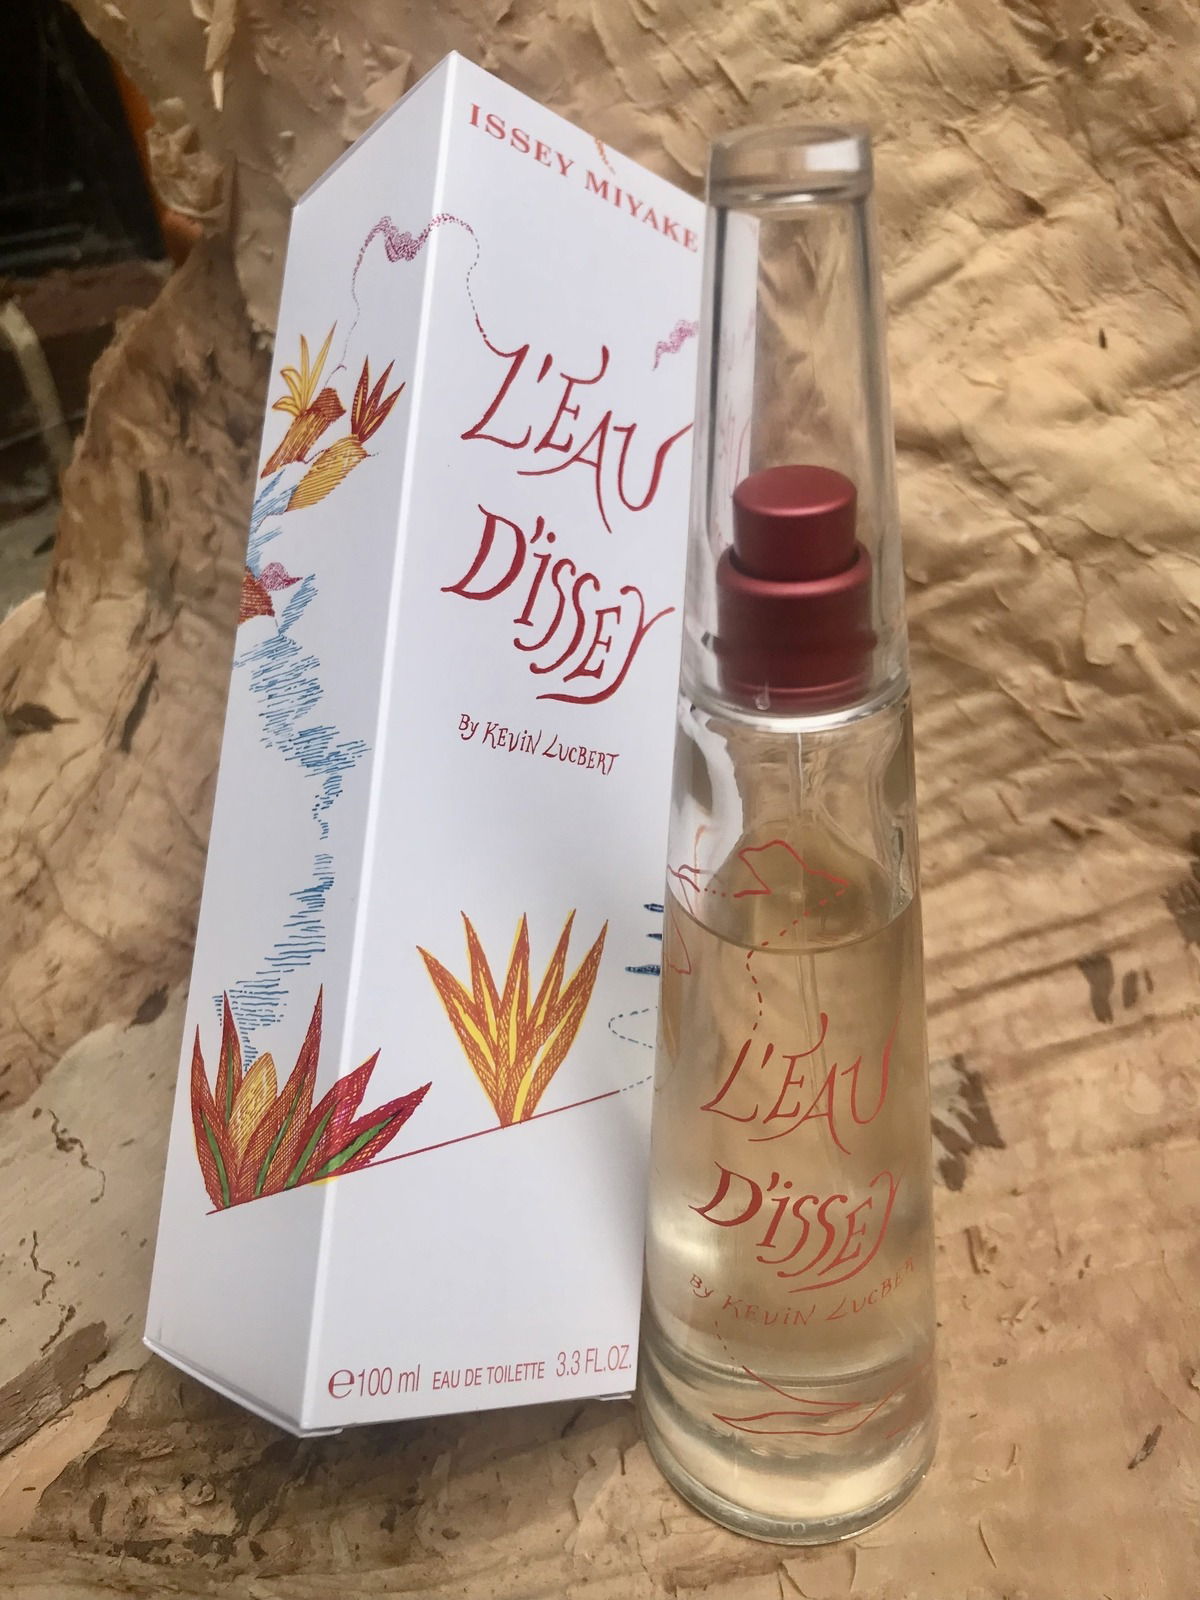 ISSEY MIYAKE
L'EAU
D'ISSEY
By KEVIN LUCBERT
e100 ml EAU DE TOILETTE 3.3 FL.OZ.
L'EAU
D'ISSEY
By KEVIN LUCBER